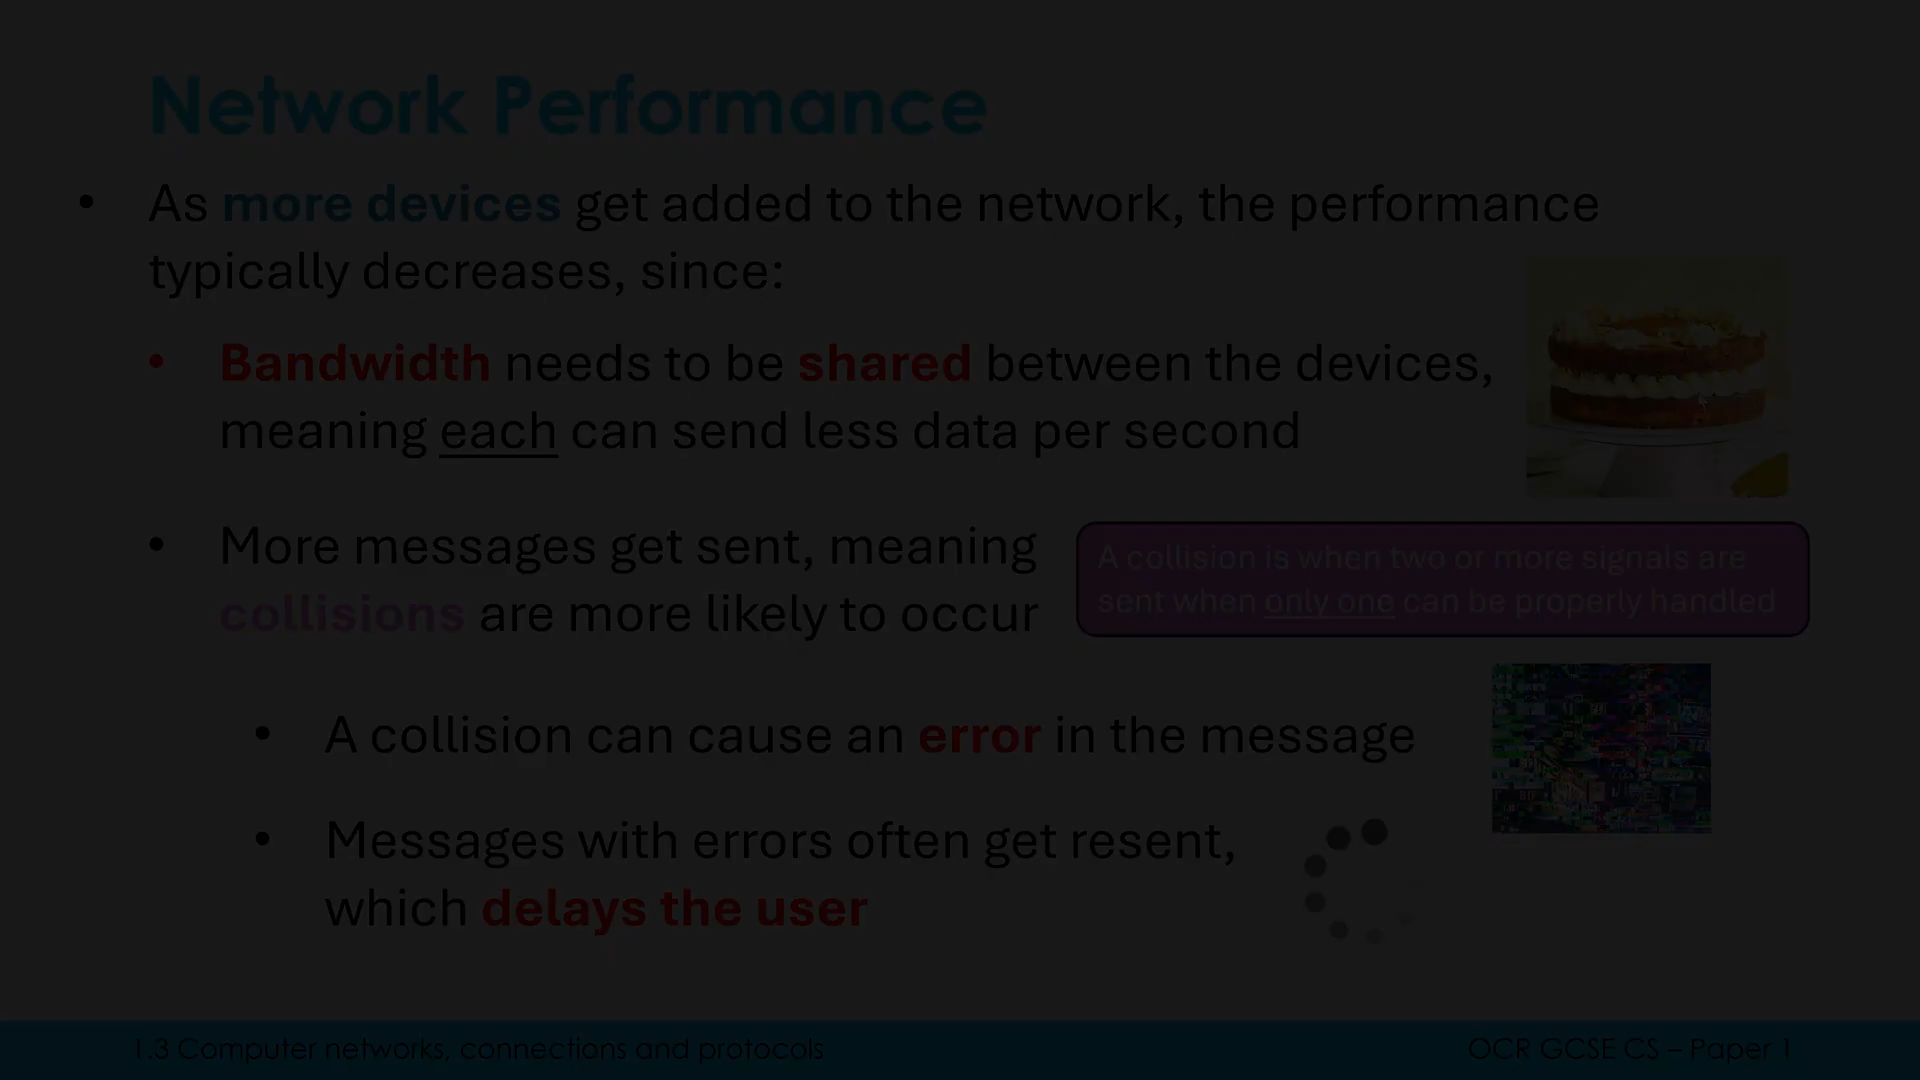 Network Performance
• As more devices get added to the network, the performance
typically decreases, since:
• Bandwidth needs to be shared between the devices,
meaning each can send less data per second
• More messages get sent, meaning
collisions are more likely to occur
A collision is when two or more signals are
sent when only one can be properly handled
• A collision can cause an error in the message
• Messages with errors often get resent,
which delays the user
1.3 Computer networks, connections and protocols
OCR GCSE CS – Paper 1